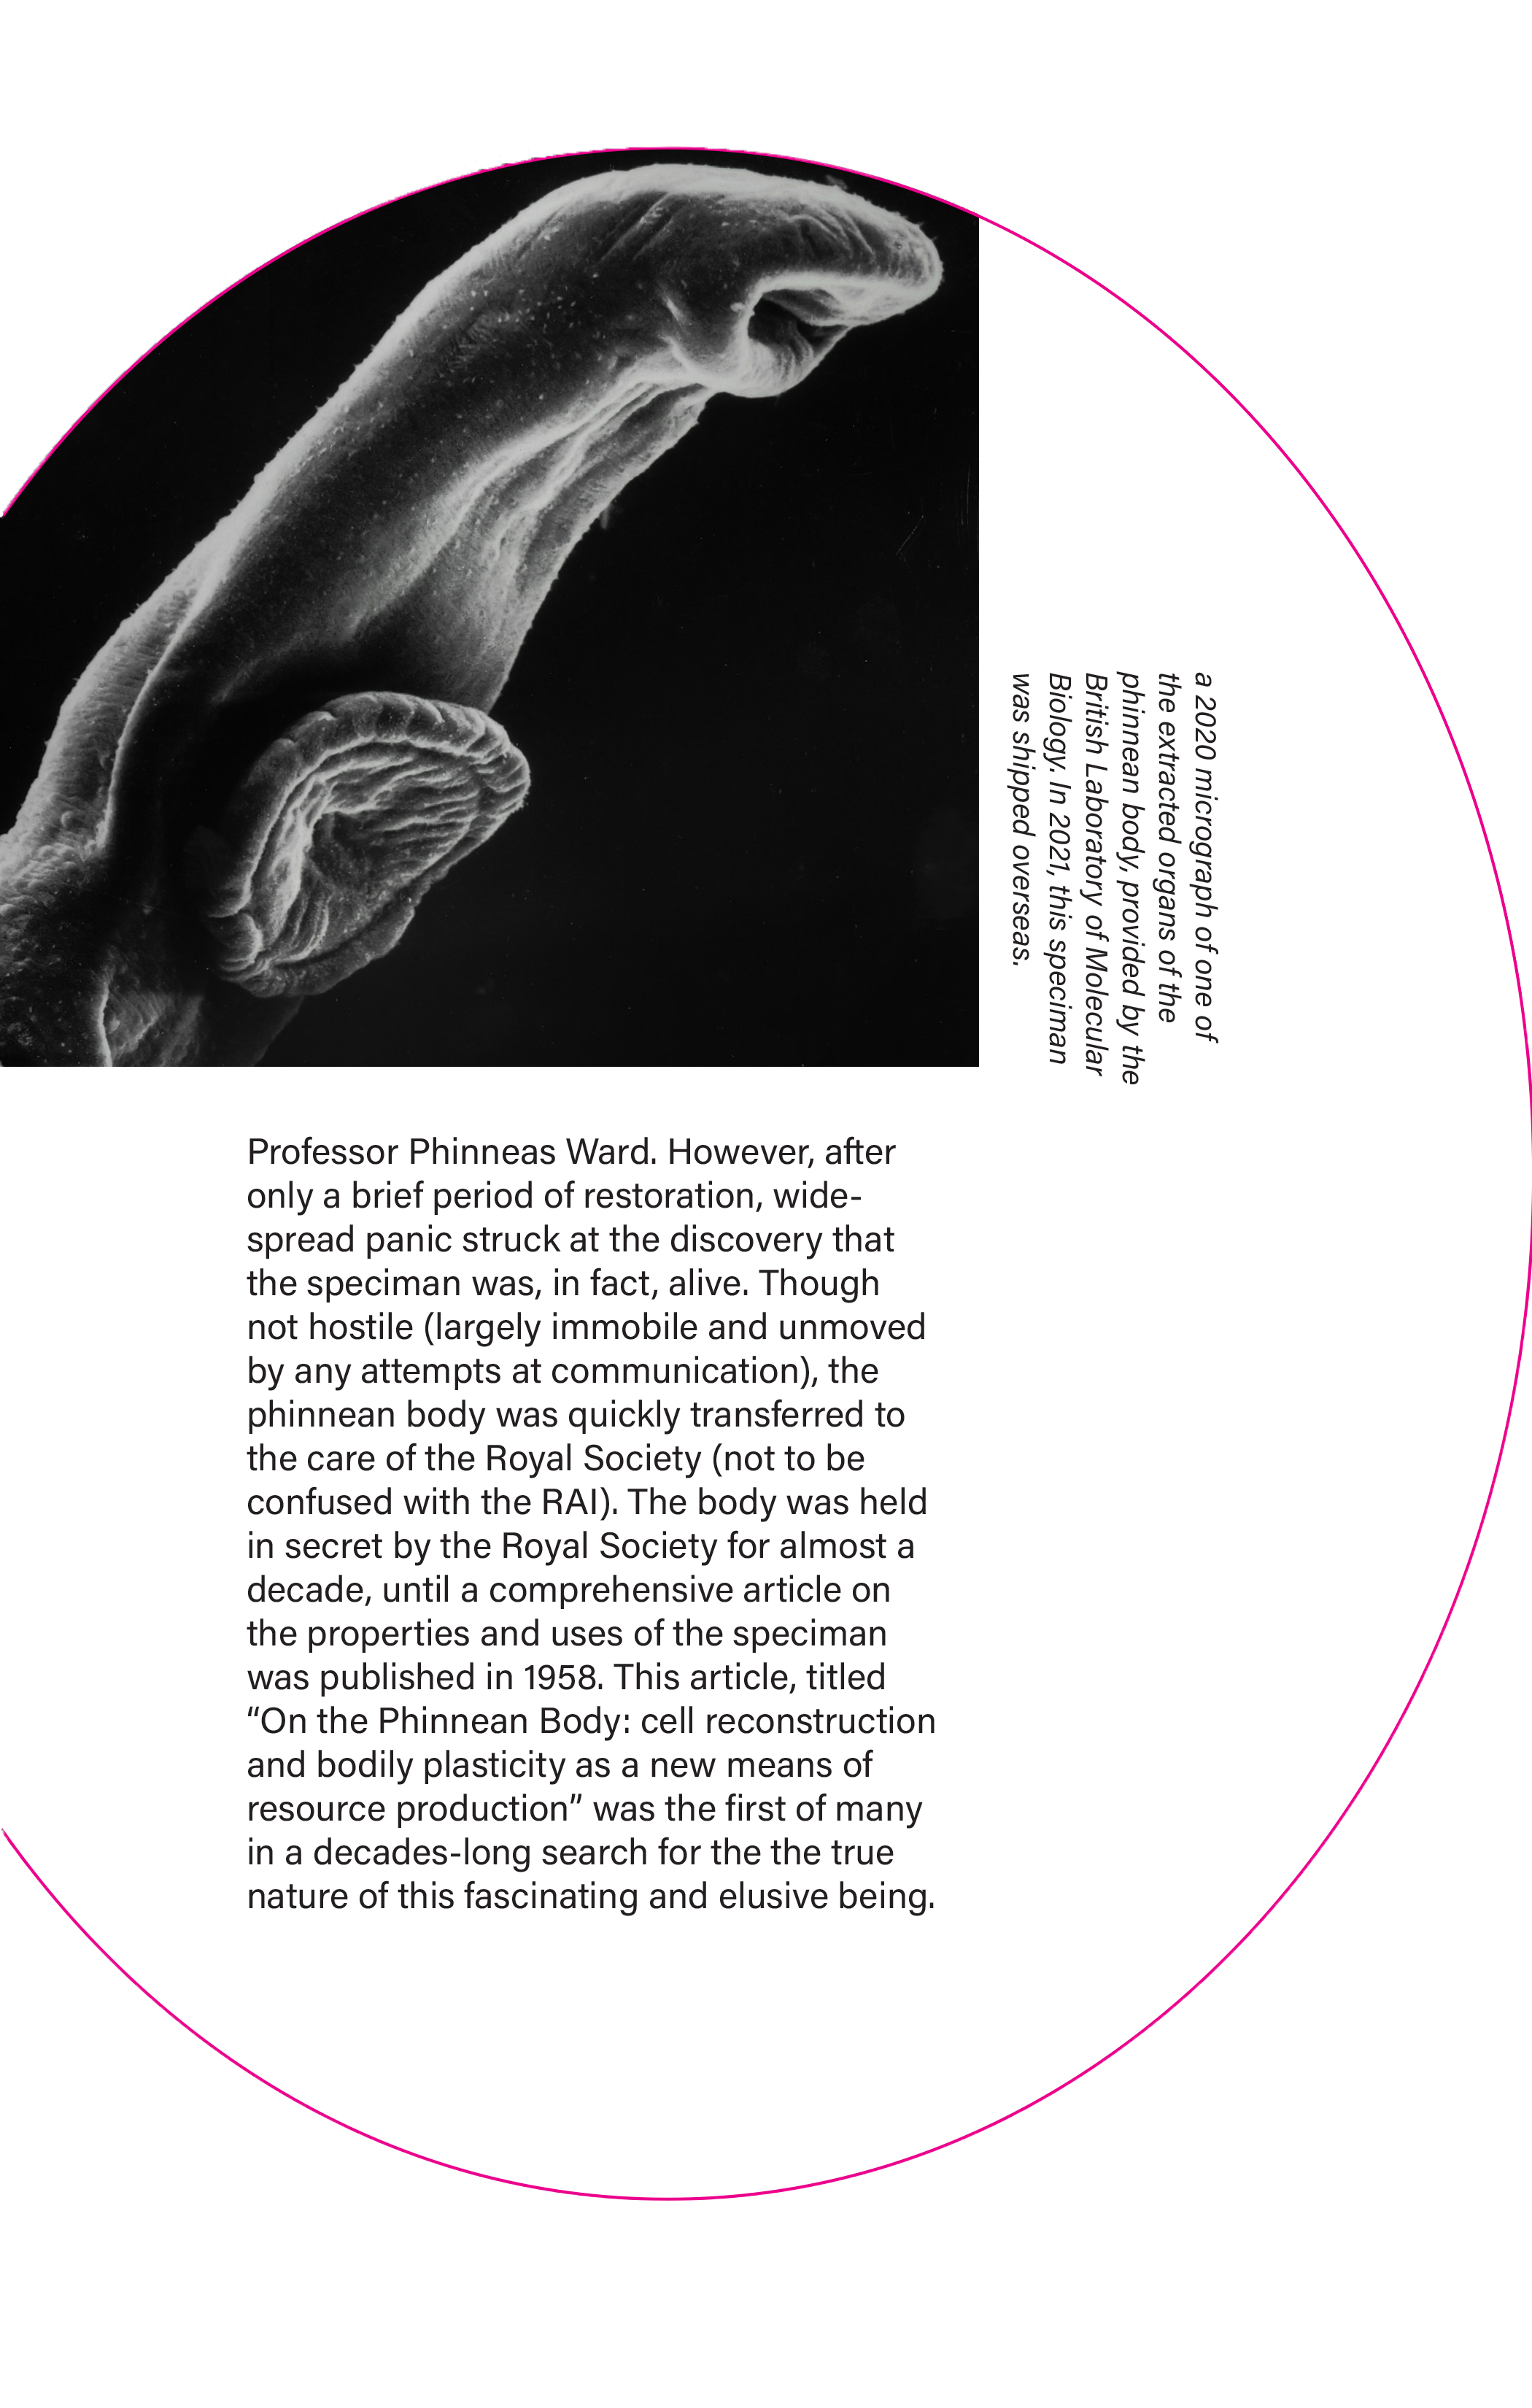 a 2020 micrograph of one of
the extracted organs of the
phinnean body, provided by the
British Laboratory of Molecular
Biology. In 2021, this speciman
was shipped overseas.
Professor Phinneas Ward. However, after
only a brief period of restoration, wide-
spread panic struck at the discovery that
the speciman was, in fact, alive. Though
not hostile (largely immobile and unmoved
by any attempts at communication), the
phinnean body was quickly transferred to
the care of the Royal Society (not to be
confused with the RAI). The body was held
in secret by the Royal Society for almost a
decade, until a comprehensive article on
the properties and uses of the speciman
was published in 1958. This article, titled
“On the Phinnean Body: cell reconstruction
and bodily plasticity as a new means of
resource production” was the first of many
in a decades-long search for the the true
nature of this fascinating and elusive being.